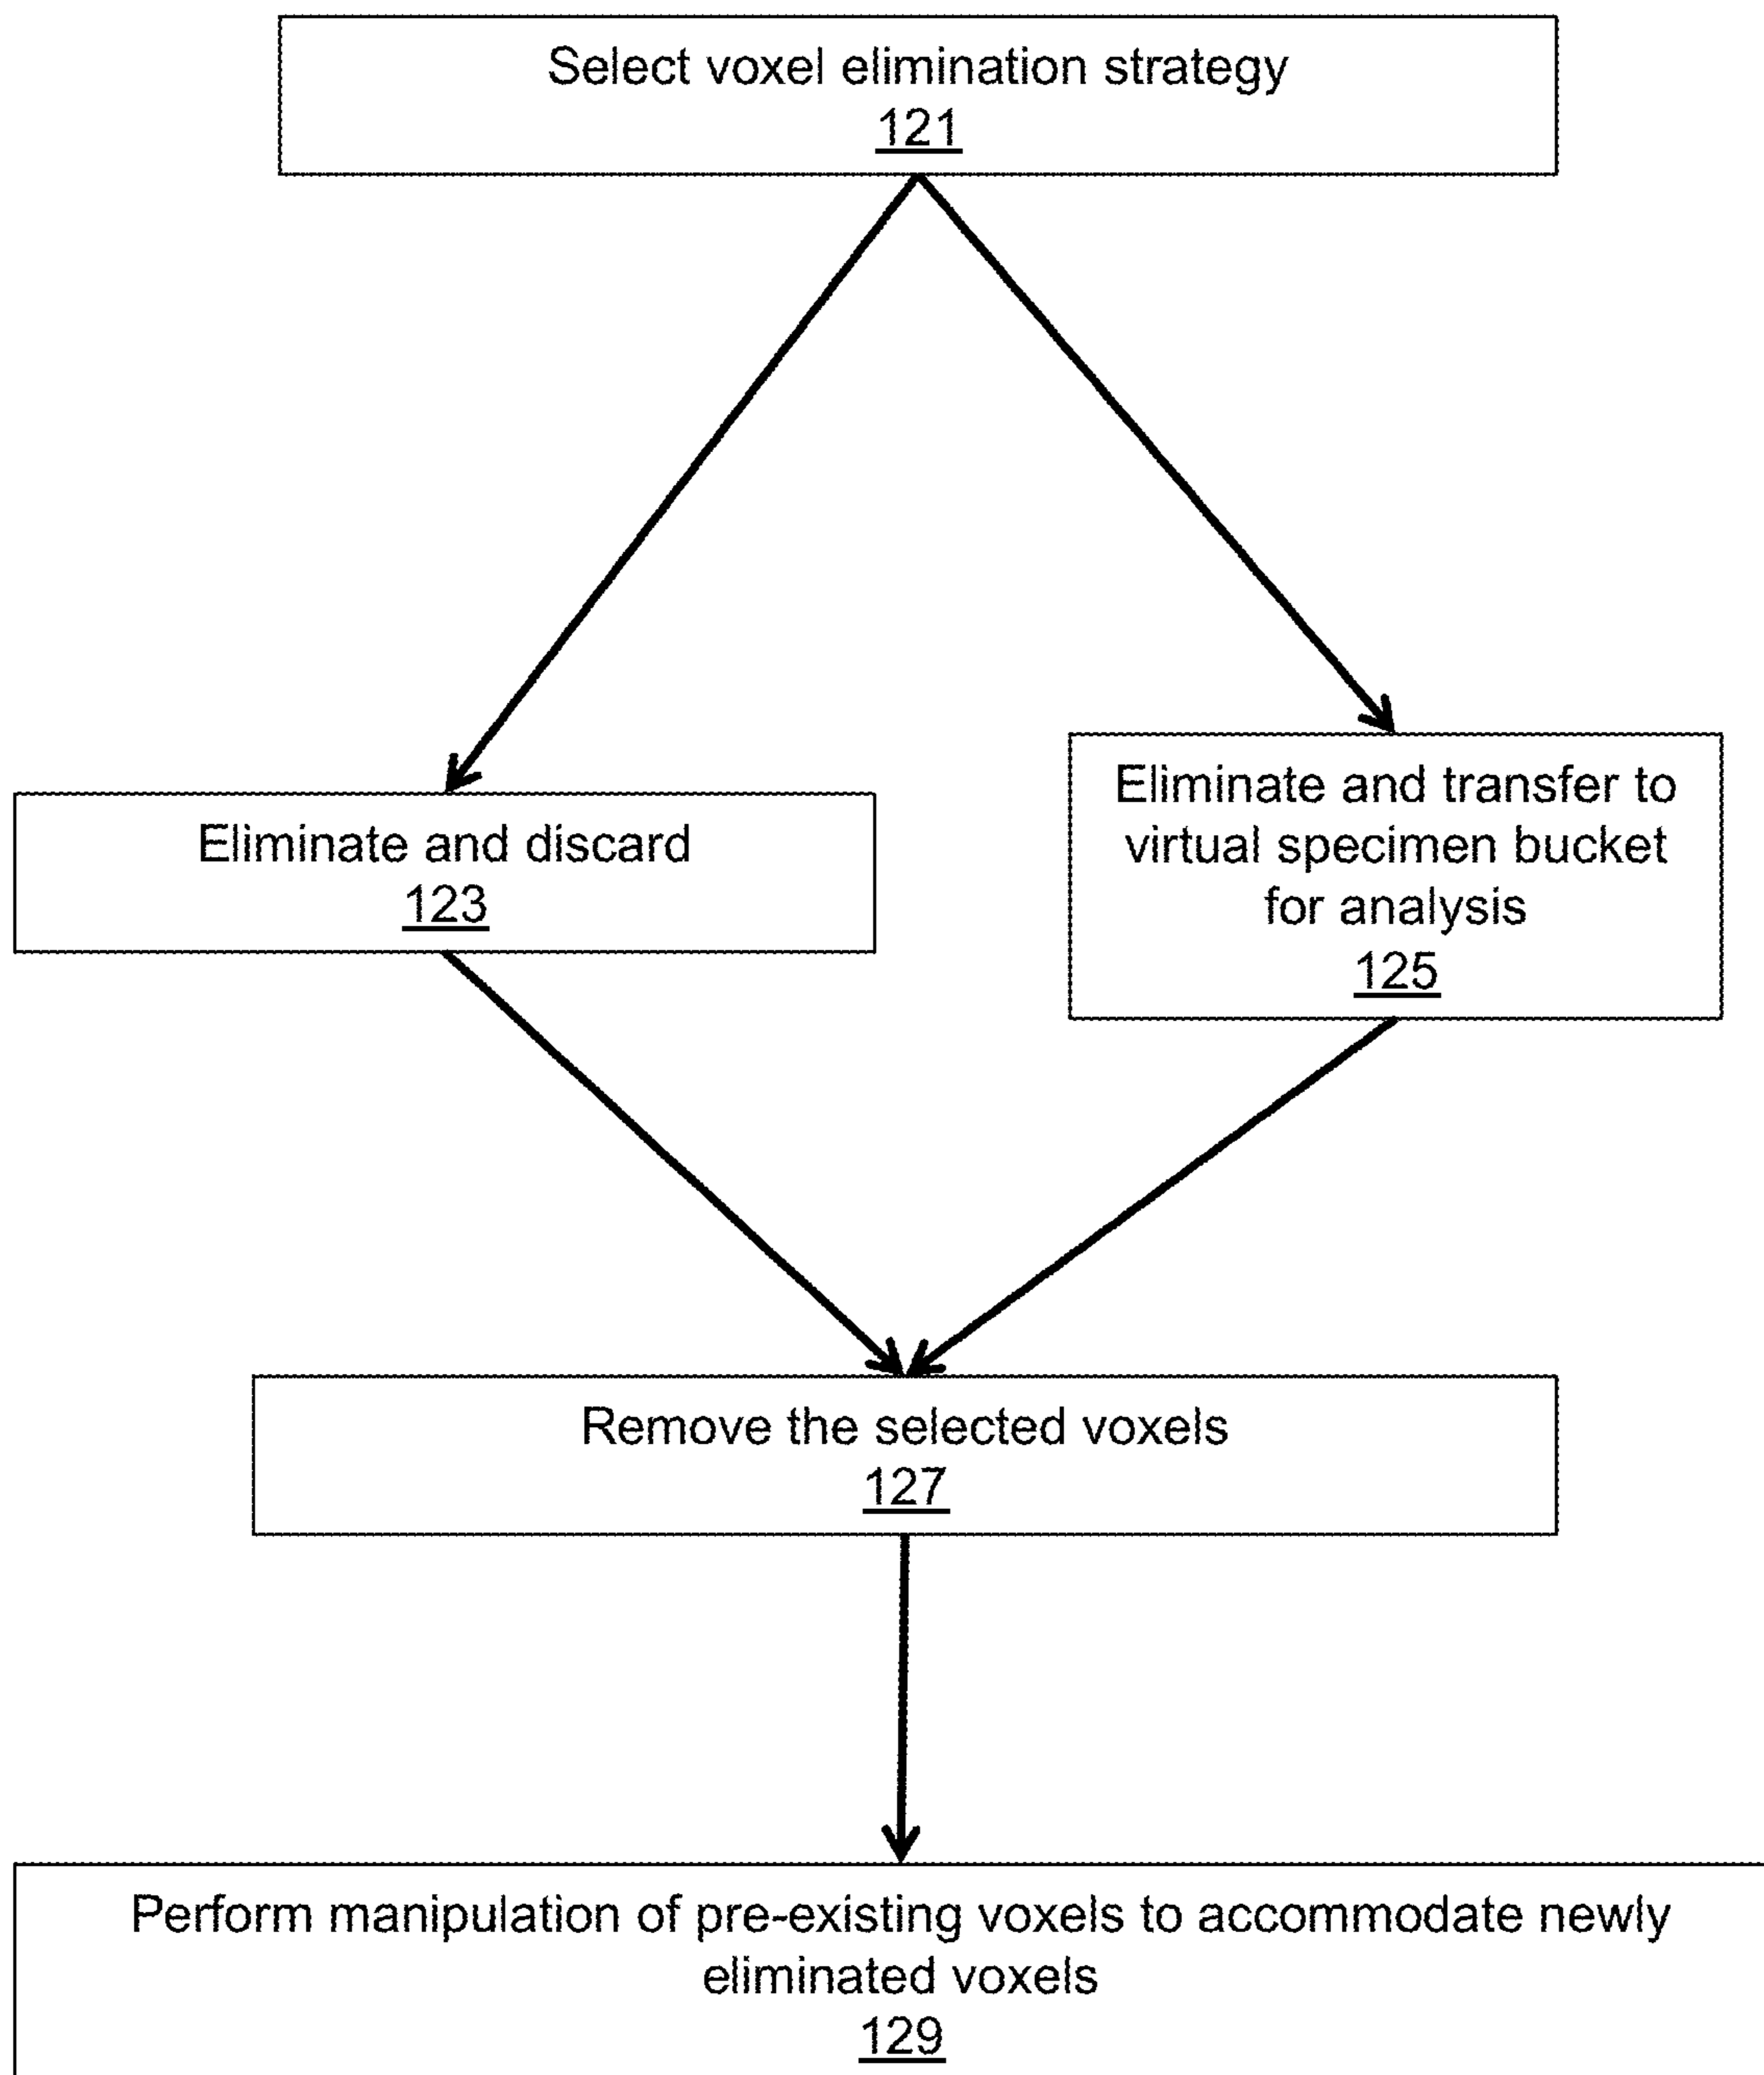 Select voxel elimination strategy
121
Eliminate and discard
123
Eliminate and transfer to
virtual specimen bucket
for analysis
125
Remove the selected voxels
127
Perform manipulation of pre-existing voxels to accommodate newly
eliminated voxels
129